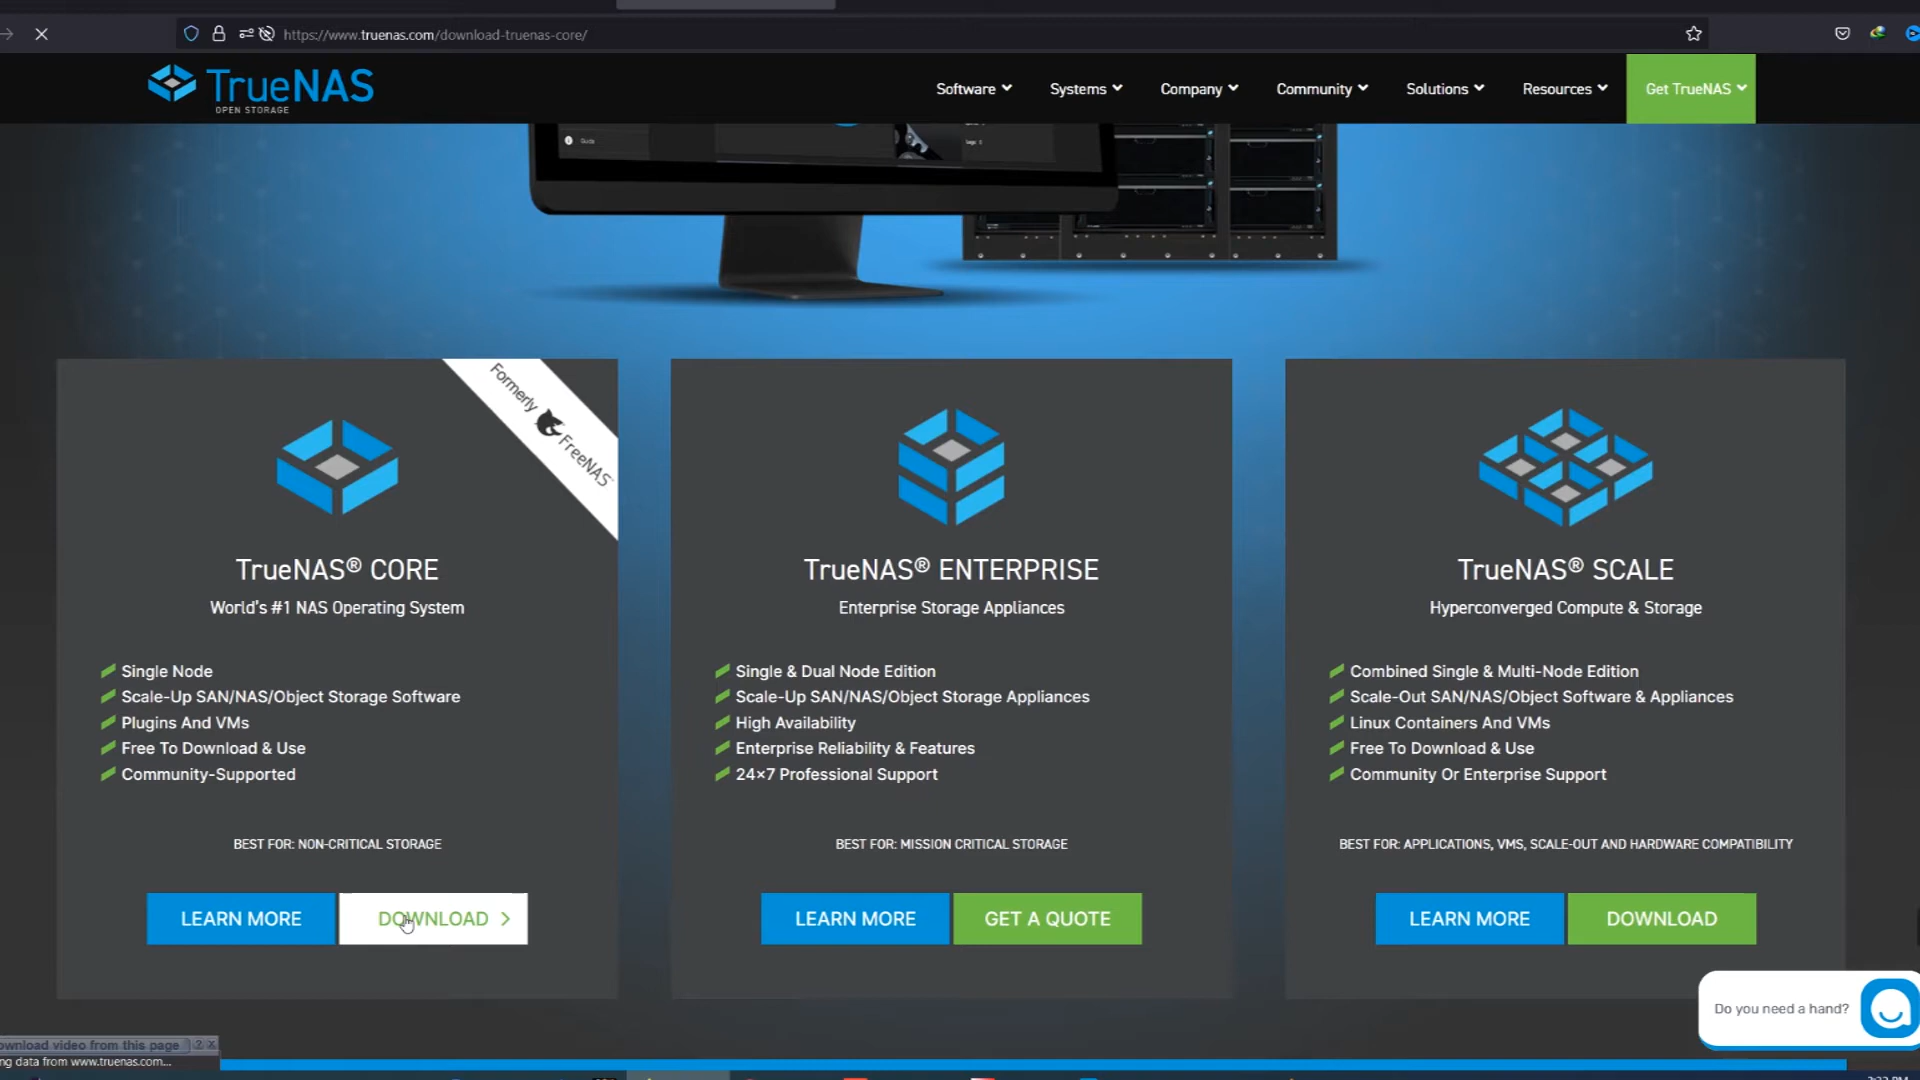 https://www.truenas.com/download-truenas-core/
TrueNAS
OPEN STORAGE
Software
Systems
Company
Community
Solutions
Resources
Get TrueNAS
Guide
Formerly FreeNAS
TrueNAS® CORE
World's #1 NAS Operating System
Single Node
Scale-Up SAN/NAS/Object Storage Software
Plugins And VMs
Free To Download & Use
Community-Supported
BEST FOR: NON-CRITICAL STORAGE
LEARN MORE
DOWNLOAD
TrueNAS® ENTERPRISE
Enterprise Storage Appliances
Single & Dual Node Edition
Scale-Up SAN/NAS/Object Storage Appliances
High Availability
Enterprise Reliability & Features
24×7 Professional Support
BEST FOR: MISSION CRITICAL STORAGE
LEARN MORE
GET A QUOTE
TrueNAS® SCALE
Hyperconverged Compute & Storage
Combined Single & Multi-Node Edition
Scale-Out SAN/NAS/Object Software & Appliances
Linux Containers And VMs
Free To Download & Use
Community Or Enterprise Support
BEST FOR: APPLICATIONS, VMS, SCALE-OUT AND HARDWARE COMPATIBILITY
LEARN MORE
DOWNLOAD
Do you need a hand?
ownload video from this page ? x
ng data from www.truenas.com...